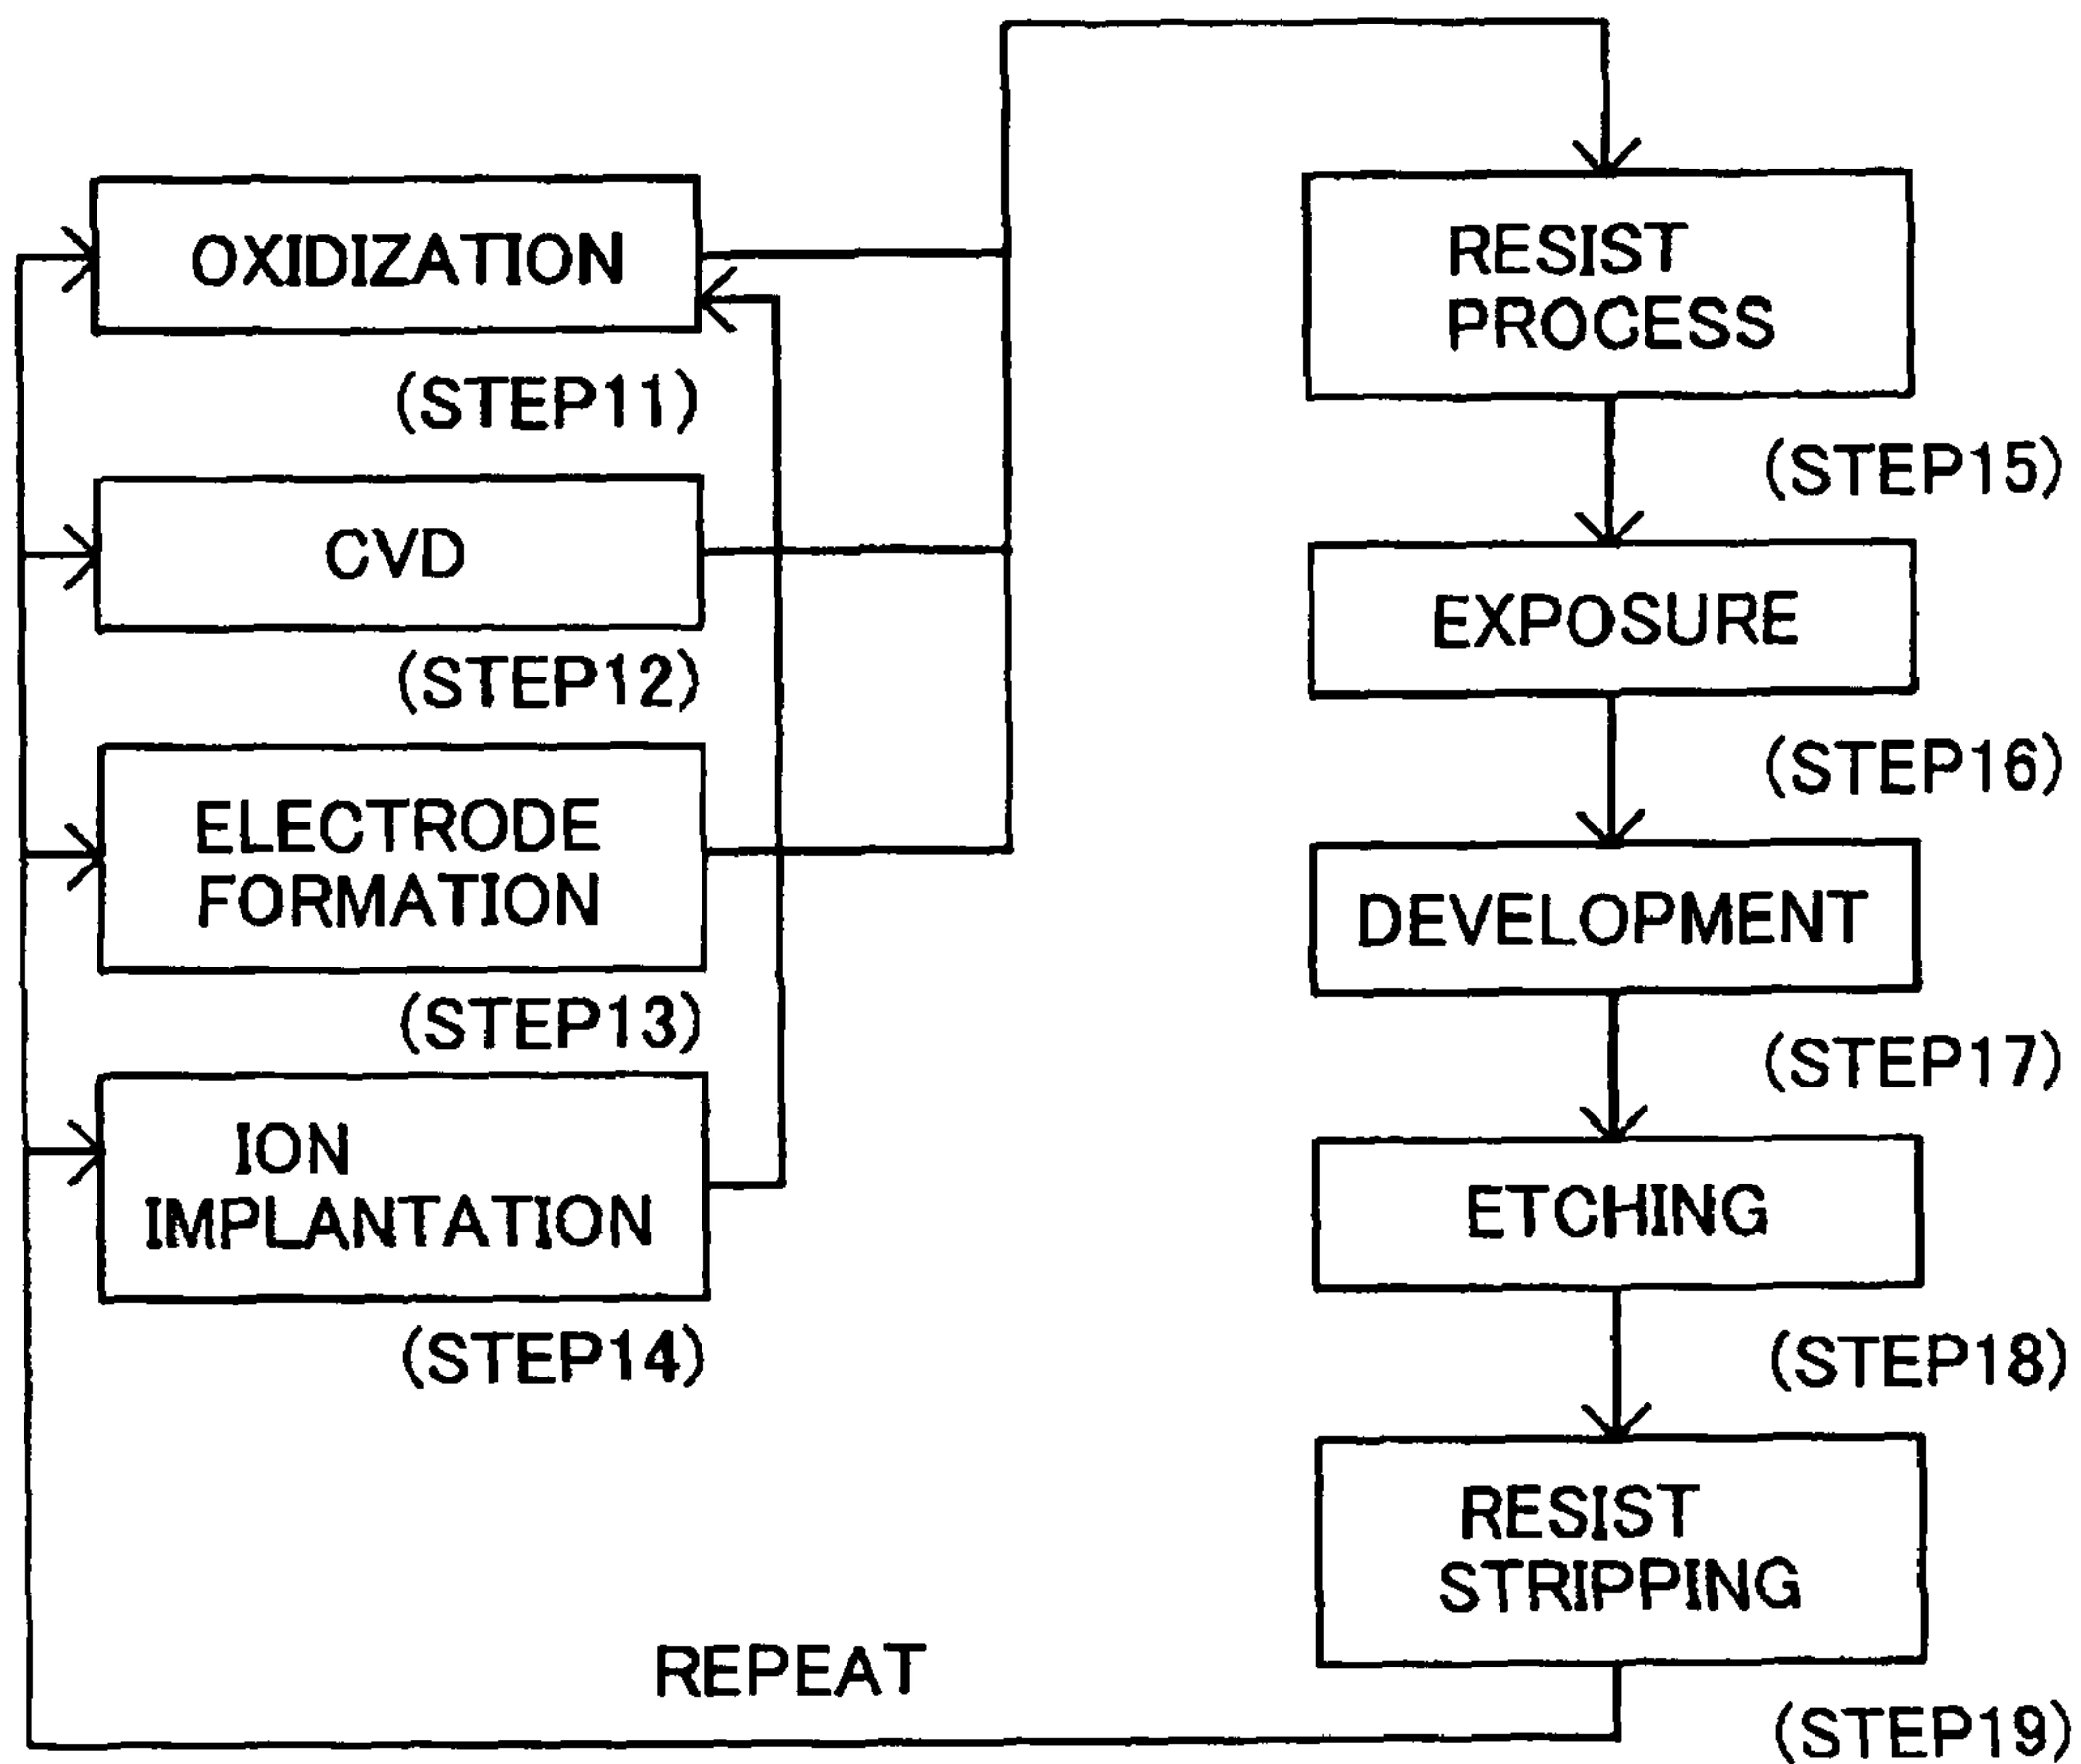 OXIDIZATION
(STEP11)
CVD
(STEP12)
ELECTRODE
FORMATION
(STEP13)
ION
IMPLANTATION
(STEP14)
RESIST
PROCESS
(STEP15)
EXPOSURE
(STEP16)
DEVELOPMENT
(STEP17)
ETCHING
(STEP18)
RESIST
STRIPPING
(STEP19)
REPEAT